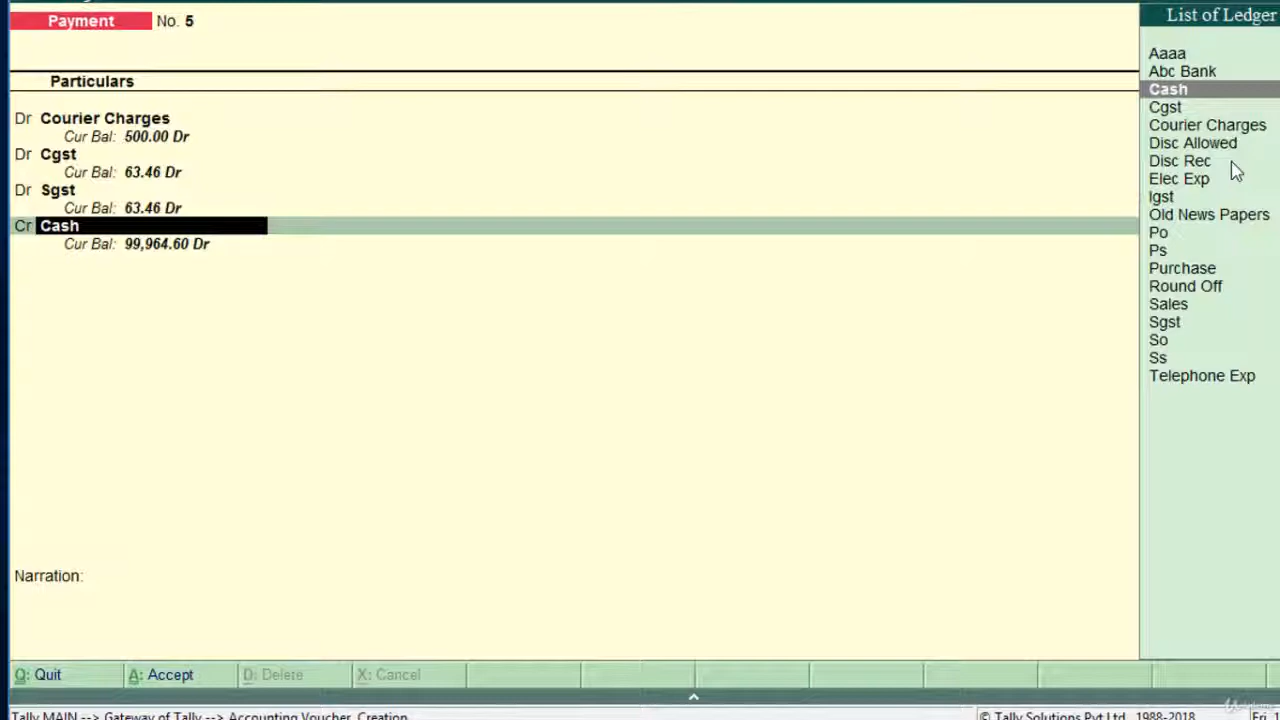 Payment No. 5
List of Ledger
Particulars
Dr Courier Charges
Cur Bal: 500.00 Dr
Dr Cgst
Cur Bal: 63.46 Dr
Dr Sgst
Cur Bal: 63.46 Dr
Cr Cash
Cur Bal: 99,964.60 Dr
Narration:
Aaaa
Abc Bank
Cash
Cgst
Courier Charges
Disc Allowed
Disc Rec
Elec Exp
Igst
Old News Papers
Po
Ps
Purchase
Round Off
Sales
Sgst
So
Ss
Telephone Exp
Q: Quit A: Accept D: Delete X: Cancel
Tally MAIN --> Gateway of Tally --> Accounting Voucher Creation © Tally Solutions Pvt Ltd., 1988-2018 Fri, 1